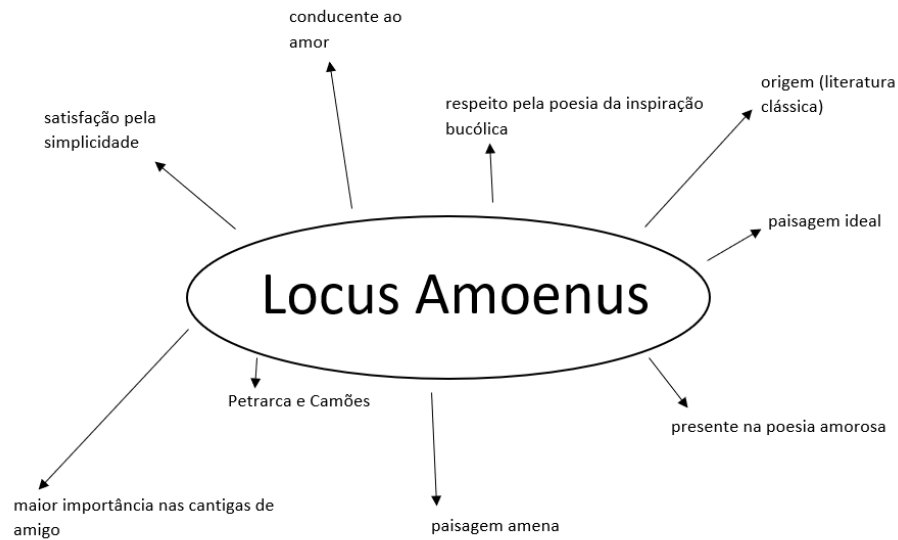 conducente ao
amor
origem (literatura
clássica)
respeito pela poesia da inspiração
bucólica
satisfação pela
simplicidade
paisagem ideal
Locus Amoenus
Petrarca e Camões
presente na poesia amorosa
maior importância nas cantigas de
amigo
paisagem amena